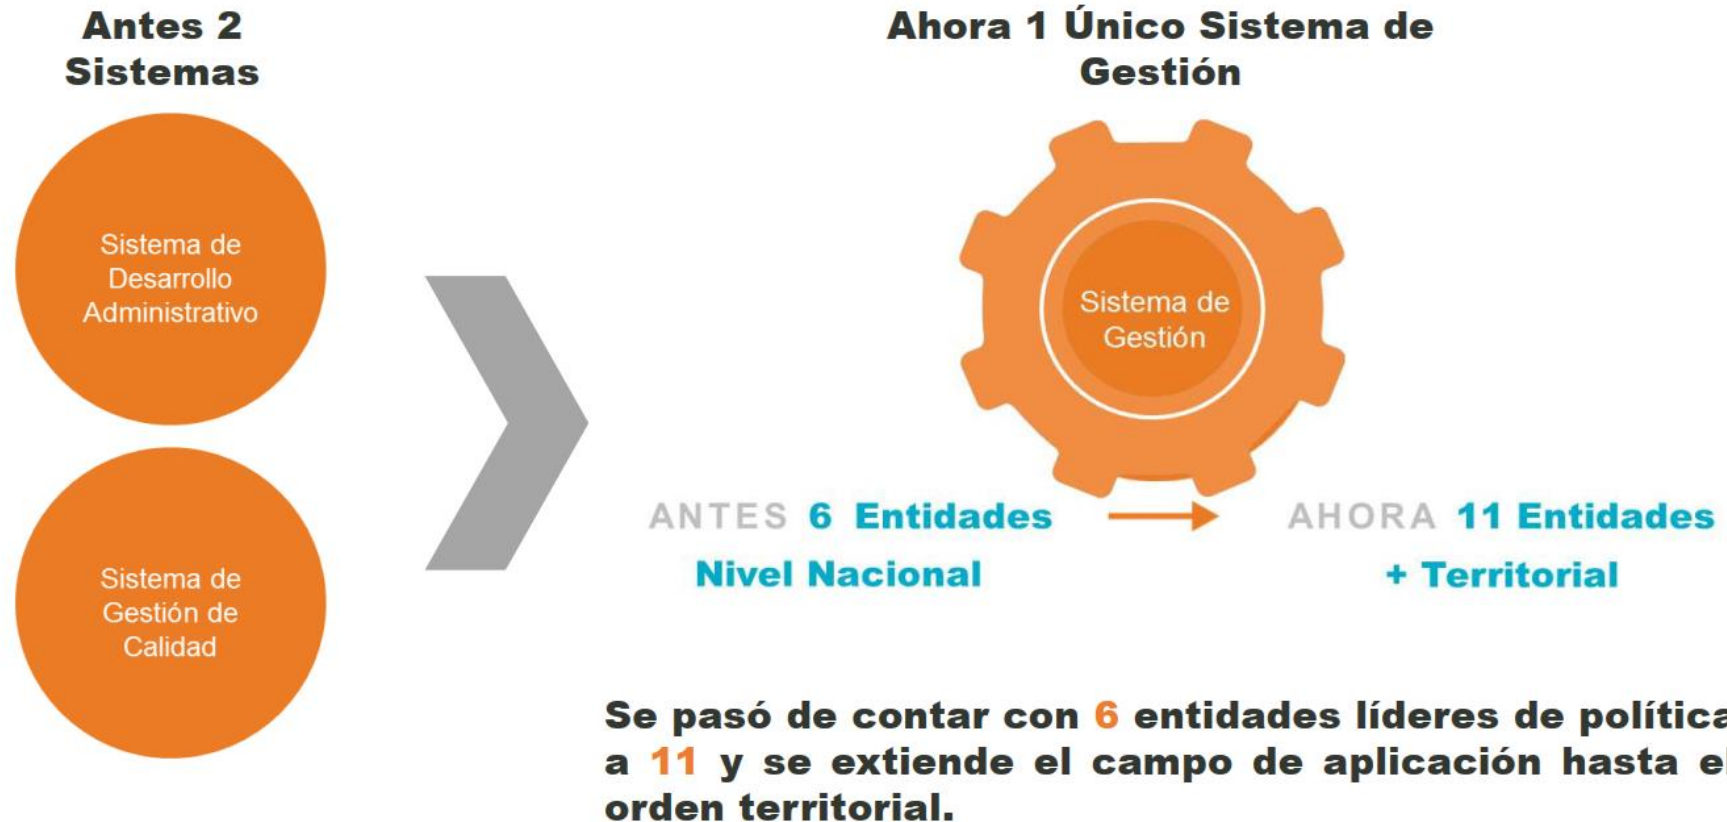 Antes 2
Sistemas
Sistema de
Desarrollo
Administrativo
Sistema de
Gestión de
Calidad
Ahora 1 Único Sistema de
Gestión
Sistema de
Gestión
ANTES 6 Entidades
Nivel Nacional
AHORA 11 Entidades
+ Territorial
Se pasó de contar con 6 entidades líderes de política
a 11 y se extiende el campo de aplicación hasta el
orden territorial.